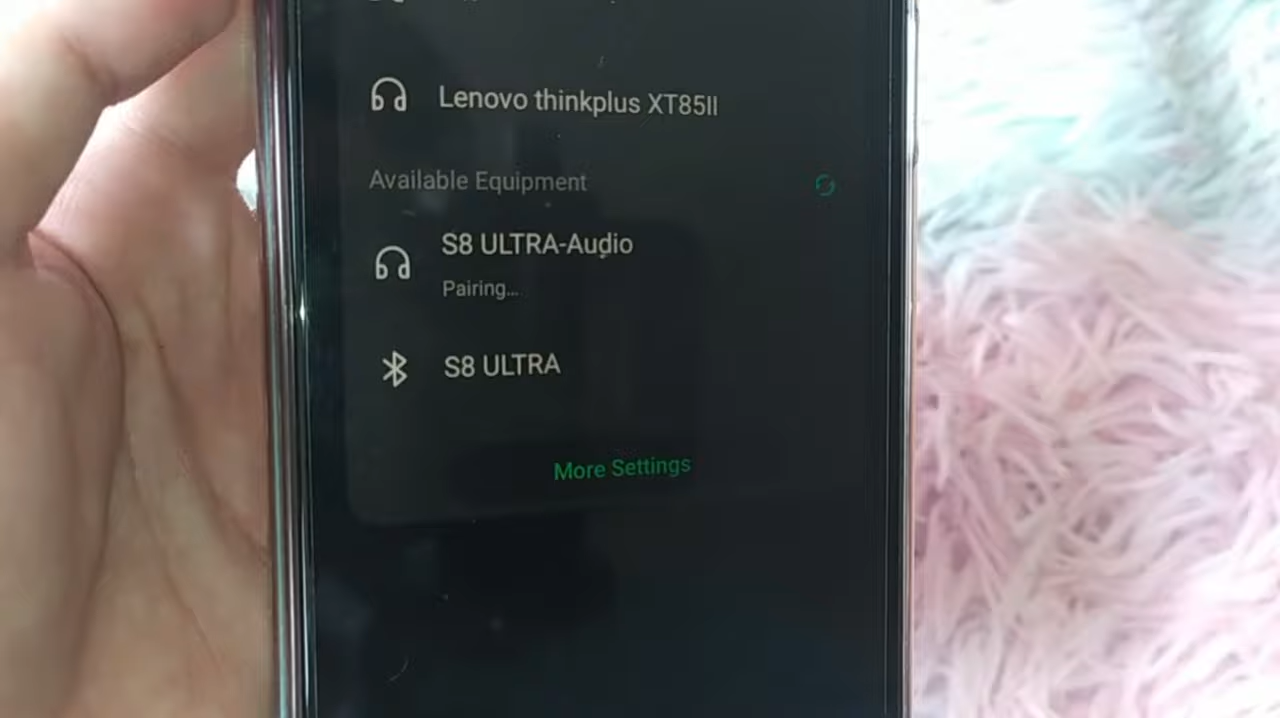 Lenovo thinkplus XT85II
Available Equipment
S8 ULTRA-Audio
Pairing...
S8 ULTRA
More Settings